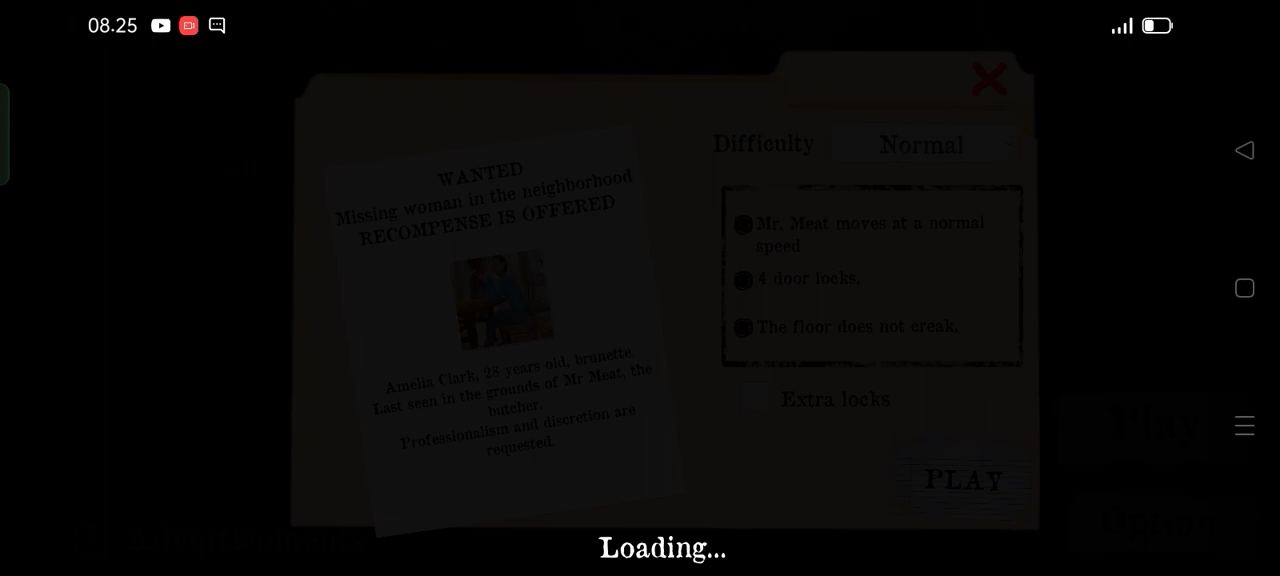 08.25
WANTED
Missing woman in the neighborhood
RECOMPENSE IS OFFERED
Amelia Clark, 28 years old, brunette.
Last seen in the grounds of Mr Meat, the
butcher.
Professionalism and discretion are
requested.
Difficulty Normal
Mr. Meat moves at a normal
speed
4 door locks.
The floor does not creak.
Extra locks
Play
PLAY
Options
Loading...